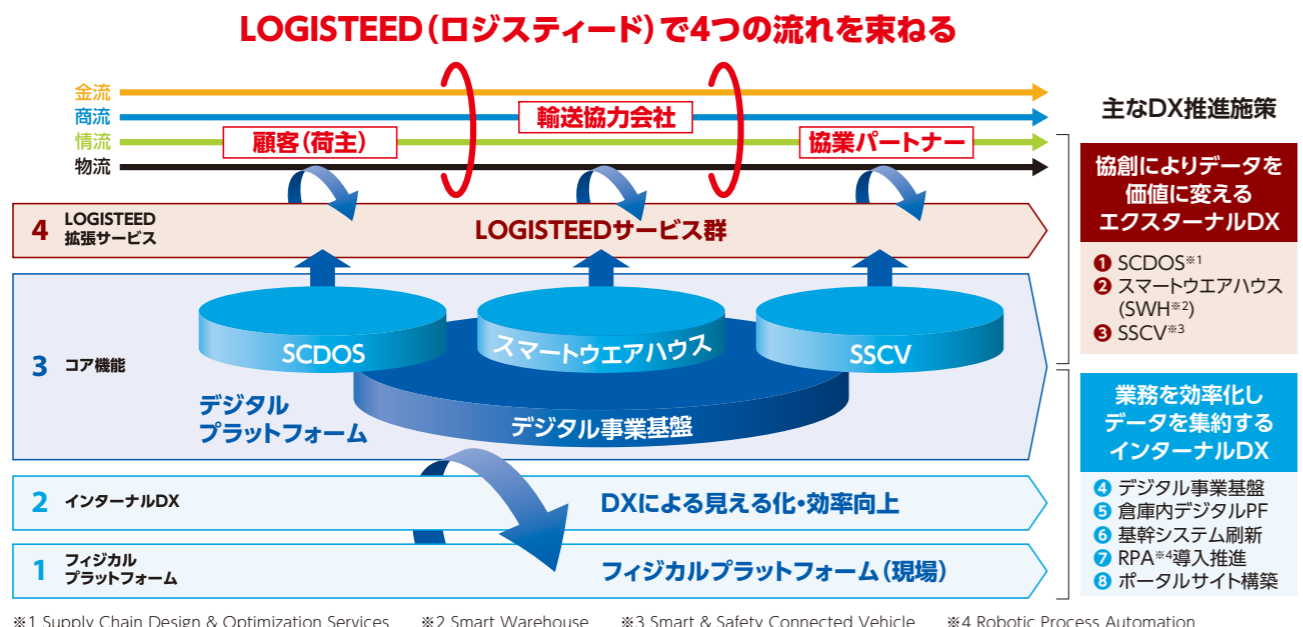 LOGISTEED（ロジスティード）で4つの流れを束ねる
金流
商流
情流
物流
顧客（荷主）
輸送協力会社
協業パートナー
4 LOGISTEED
拡張サービス
LOGISTEEDサービス群
3 コア機能
SCDOS
スマートウエアハウス
SSCV
デジタル
プラットフォーム
デジタル事業基盤
2 インターナルDX
DXによる見える化・効率向上
1 フィジカル
プラットフォーム
フィジカルプラットフォーム（現場）
主なDX推進施策
協創によりデータを
価値に変える
エクスターナルDX
❶ SCDOS※1
❷ スマートウエアハウス
(SWH※2)
❸ SSCV※3
業務を効率化し
データを集約する
インターナルDX
❹ デジタル事業基盤
❺ 倉庫内デジタルPF
❻ 基幹システム刷新
❼ RPA※4導入推進
❽ ポータルサイト構築
※1 Supply Chain Design & Optimization Services ※2 Smart Warehouse ※3 Smart & Safety Connected Vehicle ※4 Robotic Process Automation